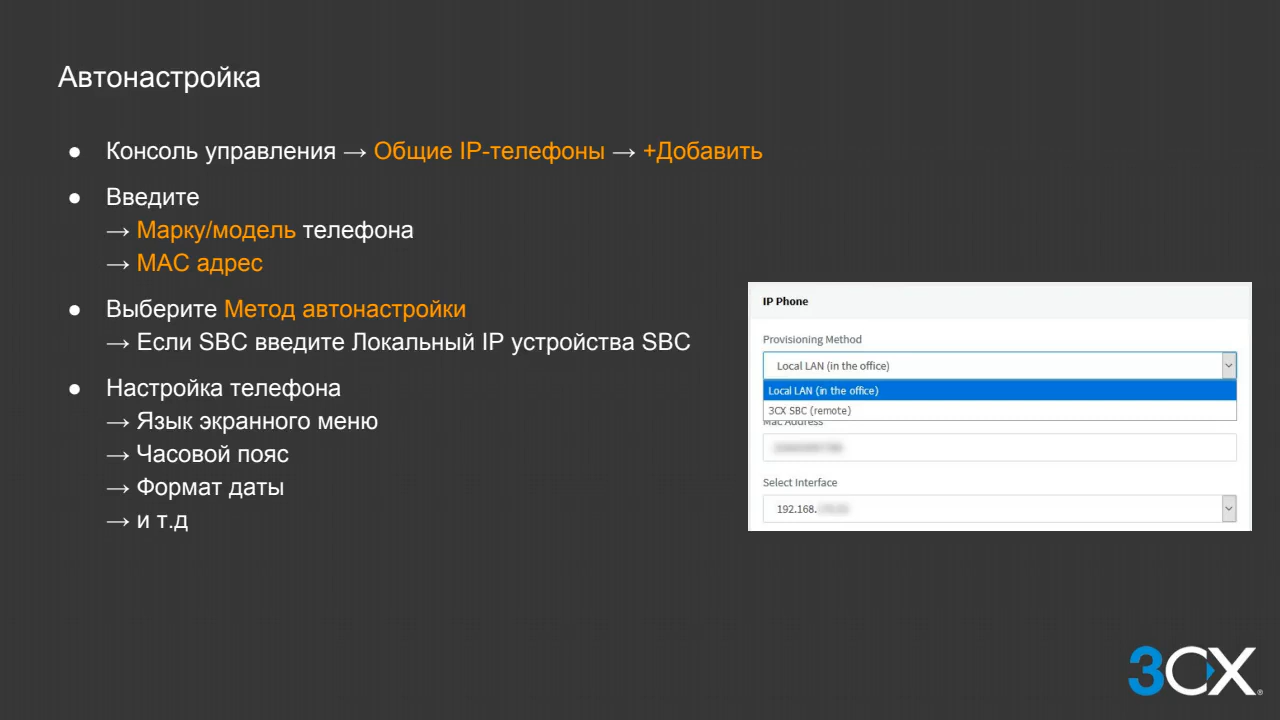 Автонастройка
● Консоль управления → Общие IP-телефоны → +Добавить
● Введите
→ Марку/модель телефона
→ MAC адрес
● Выберите Метод автонастройки
→ Если SBC введите Локальный IP устройства SBC
● Настройка телефона
→ Язык экранного меню
→ Часовой пояс
→ Формат даты
→ и т.д
IP Phone
Provisioning Method
Local LAN (in the office)
Local LAN (in the office)
3CX SBC (remote)
Mac Address
Select Interface
192.168.
3CX®